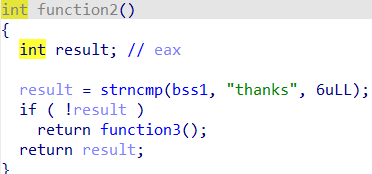 int function2()
{
int result; // eax
result = strncmp(bss1, "thanks", 6uLL);
if ( !result )
return function3();
return result;
}